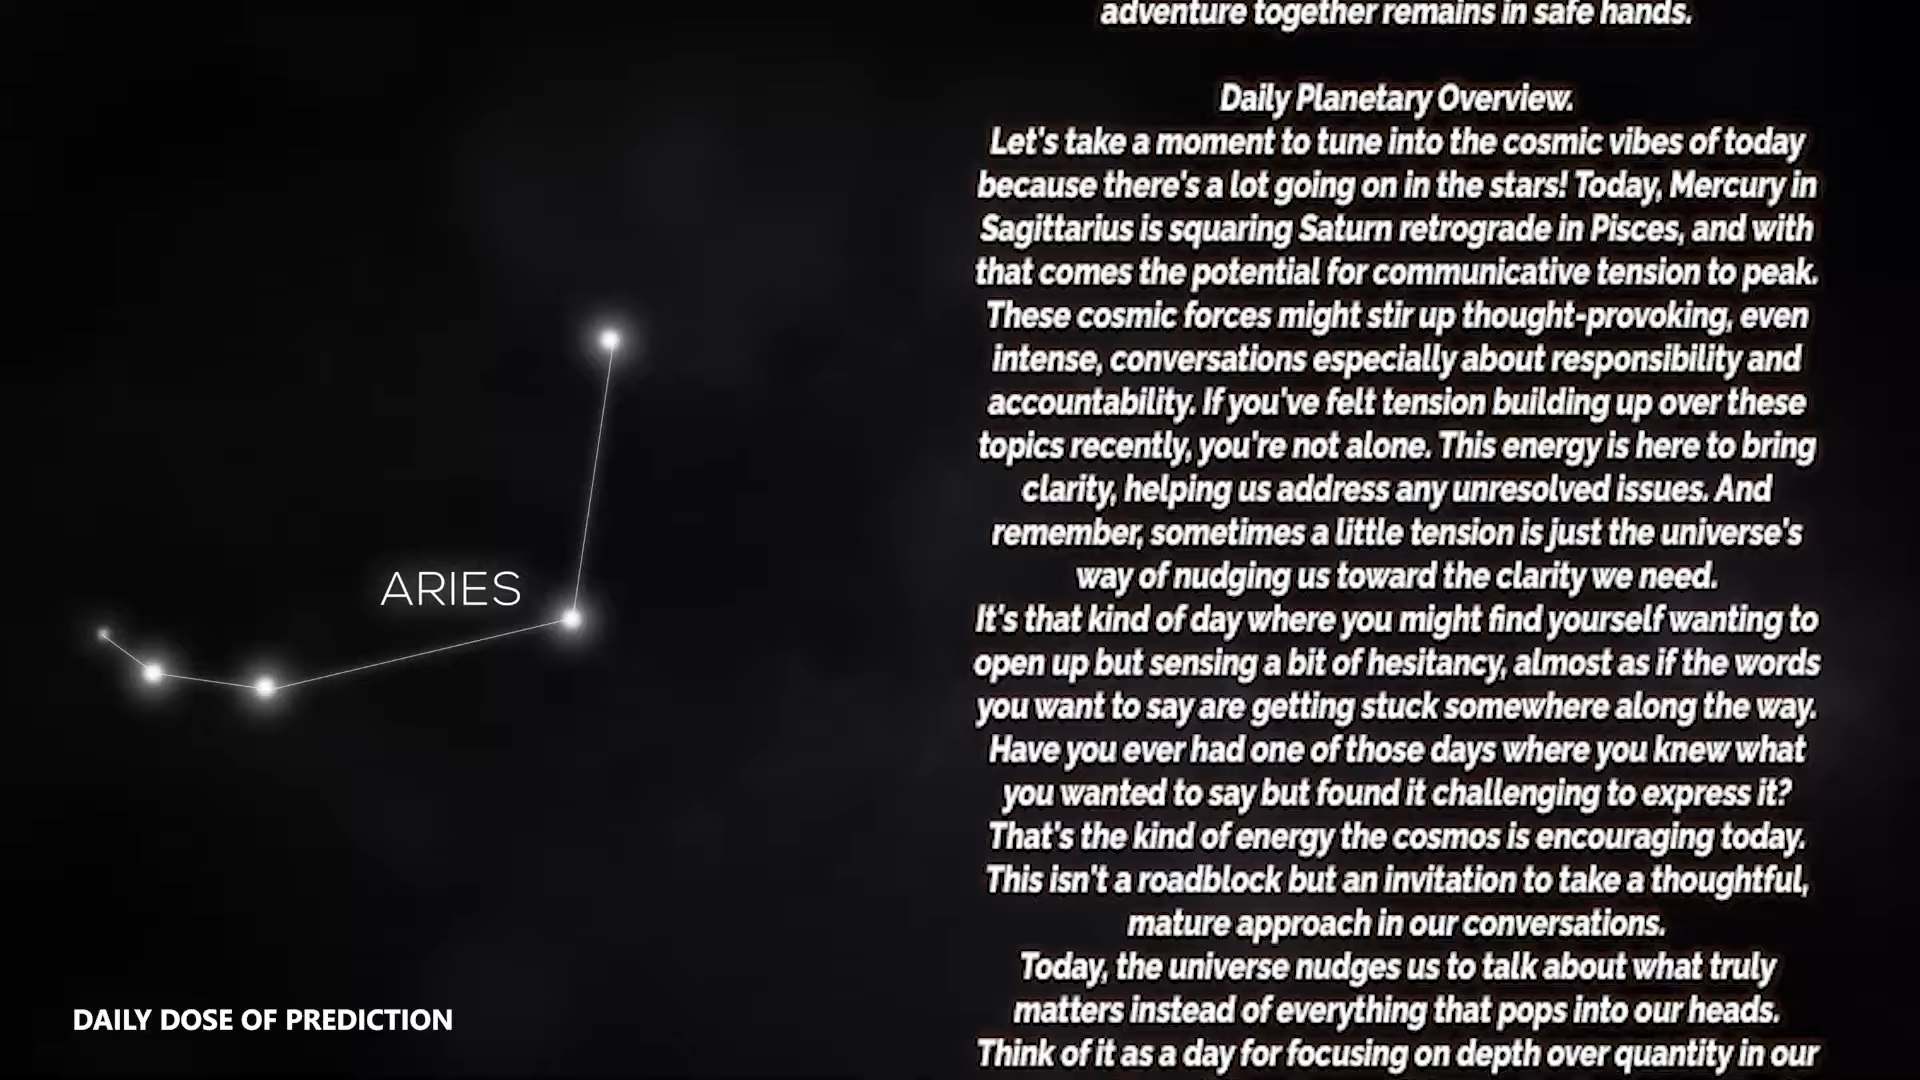 adventure together remains in safe hands.
Daily Planetary Overview.
Let's take a moment to tune into the cosmic vibes of today
because there's a lot going on in the stars! Today, Mercury in
Sagittarius is squaring Saturn retrograde in Pisces, and with
that comes the potential for communicative tension to peak.
These cosmic forces might stir up thought-provoking, even
intense, conversations especially about responsibility and
accountability. If you've felt tension building up over these
topics recently, you're not alone. This energy is here to bring
clarity, helping us address any unresolved issues. And
remember, sometimes a little tension is just the universe's
way of nudging us toward the clarity we need.
It's that kind of day where you might find yourself wanting to
open up but sensing a bit of hesitancy, almost as if the words
you want to say are getting stuck somewhere along the way.
Have you ever had one of those days where you knew what
you wanted to say but found it challenging to express it?
That's the kind of energy the cosmos is encouraging today.
This isn't a roadblock but an invitation to take a thoughtful,
mature approach in our conversations.
Today, the universe nudges us to talk about what truly
matters instead of everything that pops into our heads.
Think of it as a day for focusing on depth over quantity in our
ARIES
DAILY DOSE OF PREDICTION